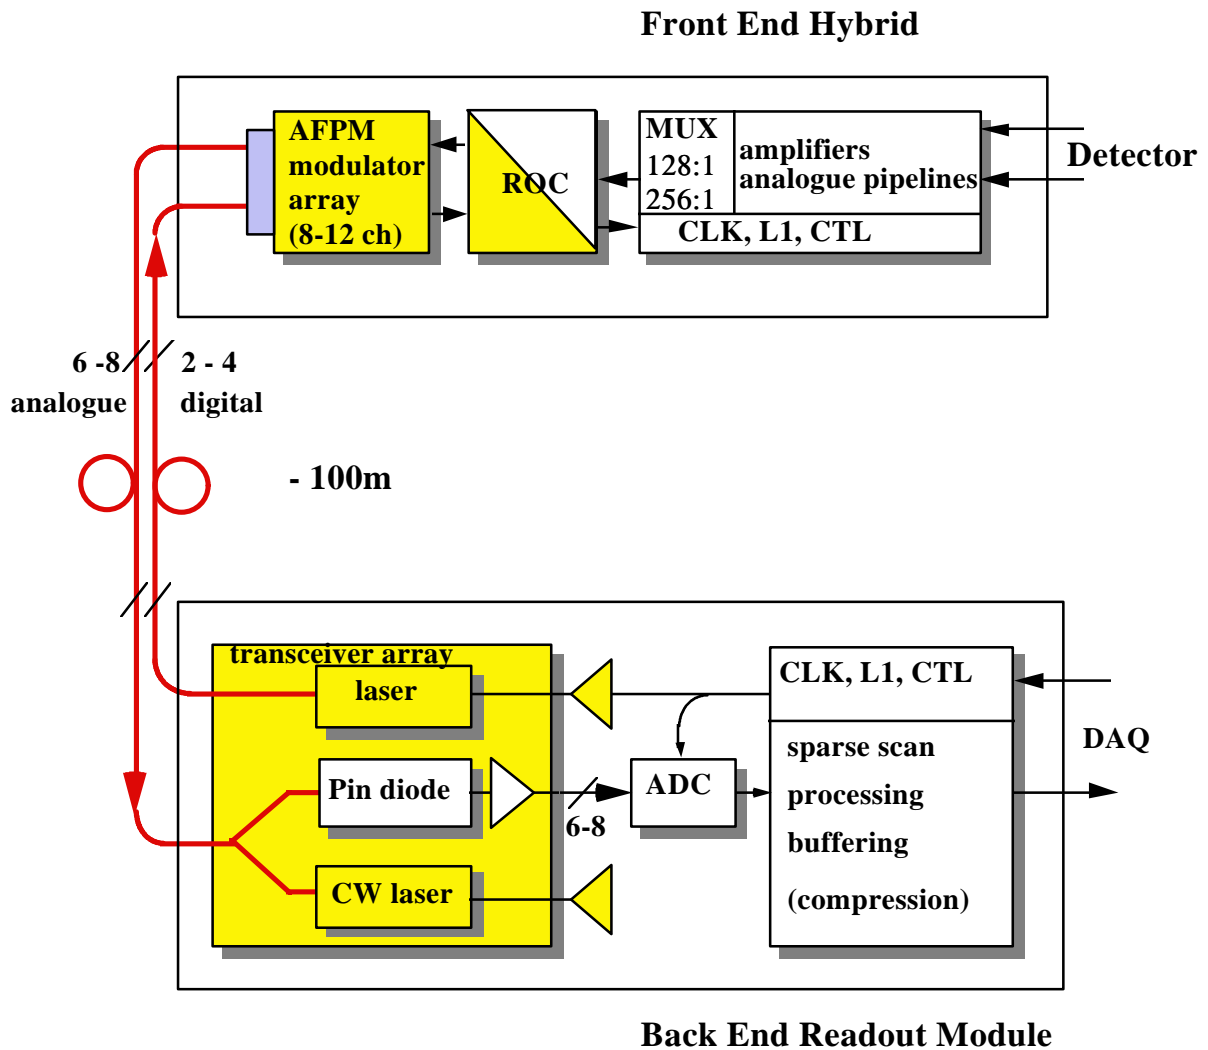 Front End Hybrid
AFPM
modulator
array
(8-12 ch)
ROC
MUX
128:1
256:1
amplifiers
analogue pipelines
CLK, L1, CTL
Detector
6 -8
analogue
2 - 4
digital
- 100m
transceiver array
laser
Pin diode
CW laser
6-8
ADC
CLK, L1, CTL
sparse scan
processing
buffering
(compression)
DAQ
Back End Readout Module